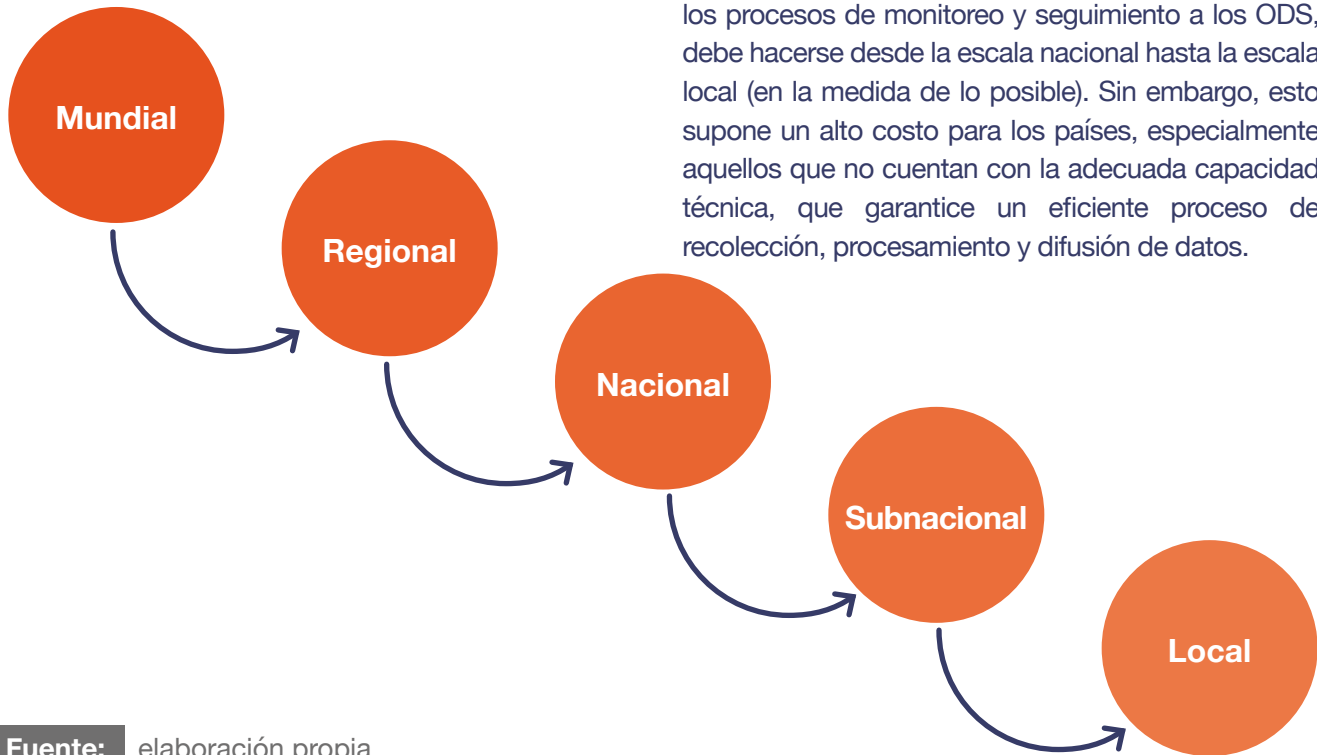 los procesos de monitoreo y seguimiento a los ODS,
debe hacerse desde la escala nacional hasta la escala
local (en la medida de lo posible). Sin embargo, esto
supone un alto costo para los países, especialmente
aquellos que no cuentan con la adecuada capacidad
técnica, que garantice un eficiente proceso de
recolección, procesamiento y difusión de datos.
Mundial
Regional
Nacional
Subnacional
Local
Fuente: elaboración propia